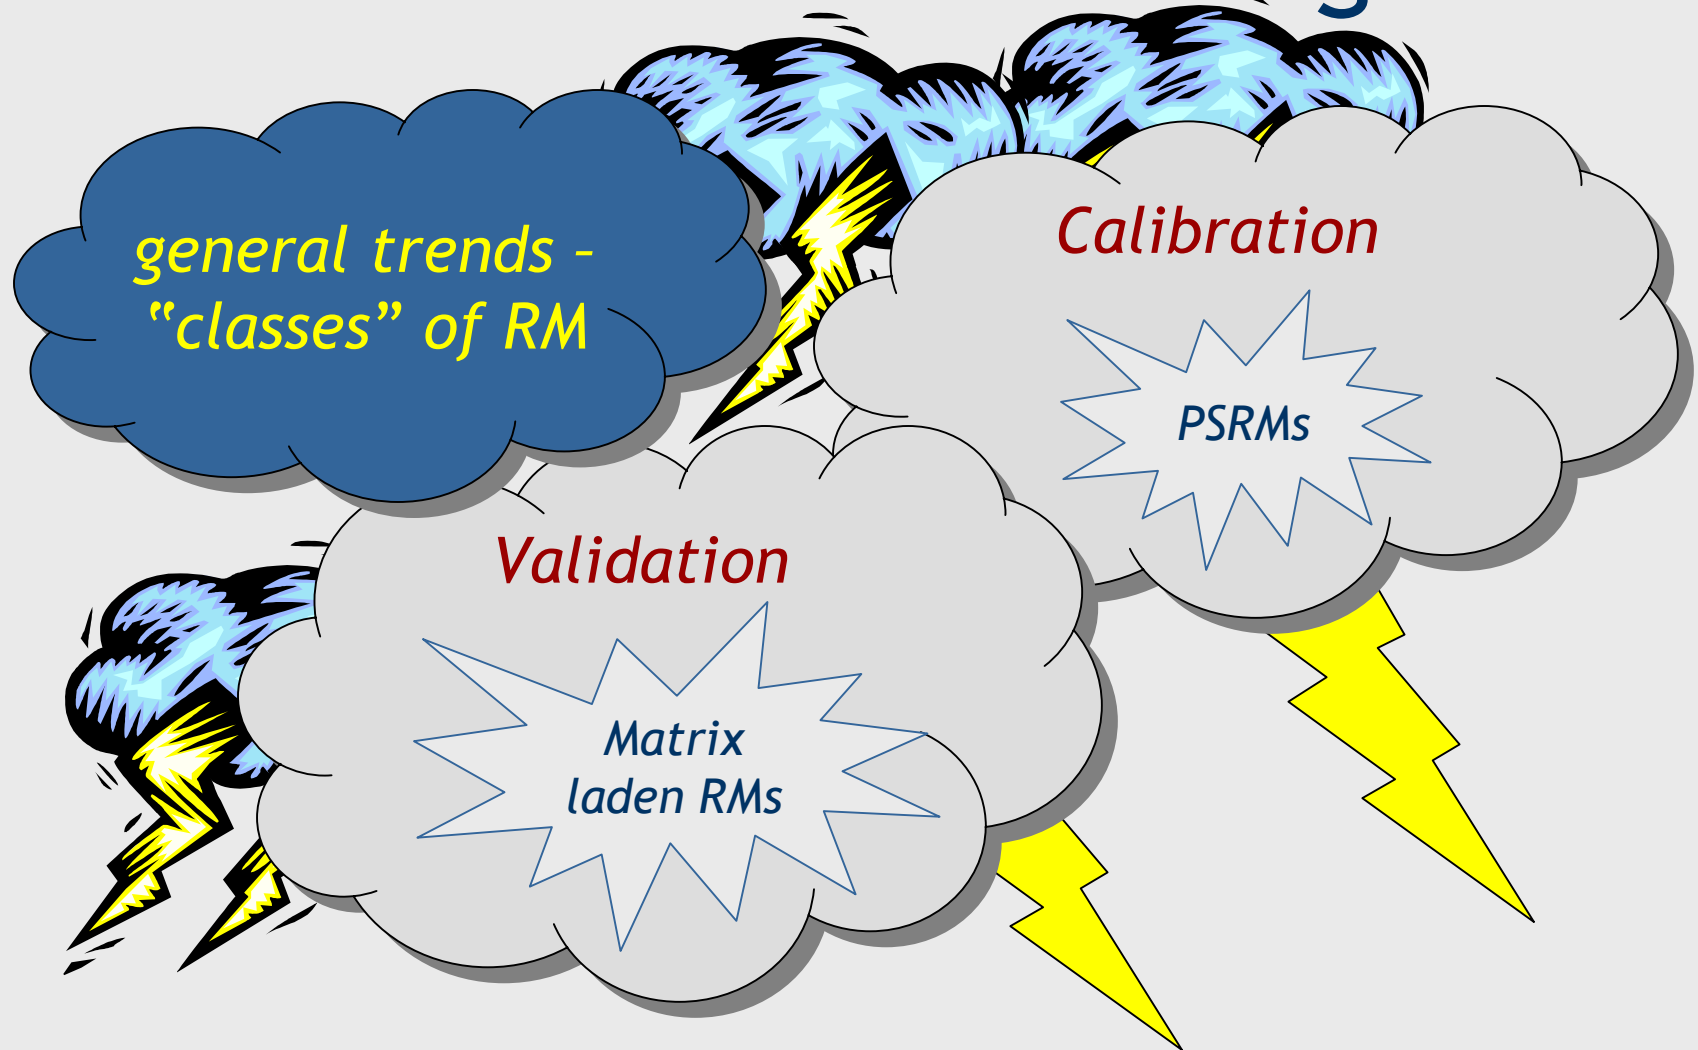 general trends –
“classes” of RM
Calibration
PSRMs
Validation
Matrix
laden RMs